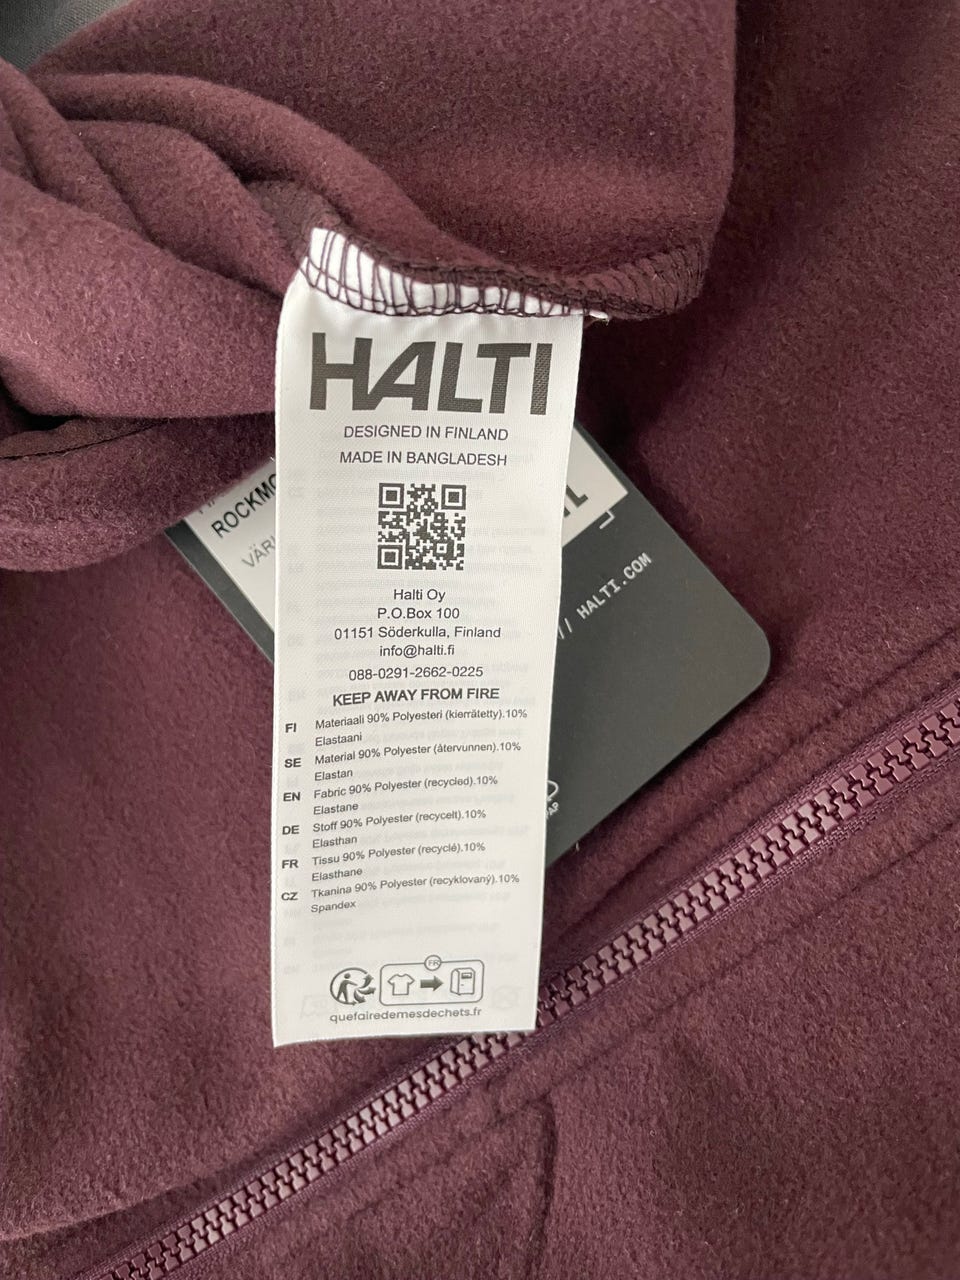 HALTI
DESIGNED IN FINLAND
MADE IN BANGLADESH
Halti Oy
P.O.Box 100
01151 Söderkulla, Finland
info@halti.fi
088-0291-2662-0225
KEEP AWAY FROM FIRE
FI Materiaali 90% Polyesteri (kierrätetty).10%
Elastaani
SE Material 90% Polyester (återvunnen).10%
Elastan
EN Fabric 90% Polyester (recycled).10%
Elastane
DE Stoff 90% Polyester (recycelt).10%
Elasthan
FR Tissu 90% Polyester (recyclé).10%
Elasthane
CZ Tkanina 90% Polyester (recyklovaný).10%
Spandex
FR
quefairedemesdechets.fr
// HALTI.COM